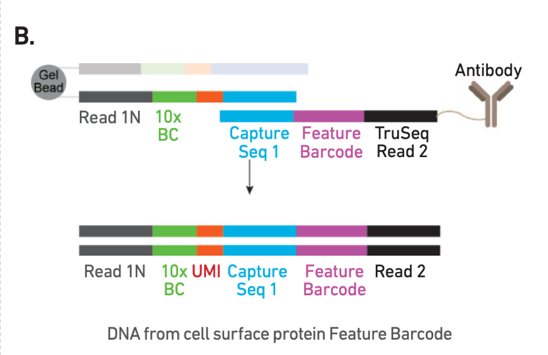 B.
Gel
Bead
Antibody
Read 1N 10x
BC
Capture
Seq 1
Feature
Barcode
TruSeq
Read 2
Read 1N 10x
BC
UMI Capture
Seq 1
Feature
Barcode
Read 2
DNA from cell surface protein Feature Barcode